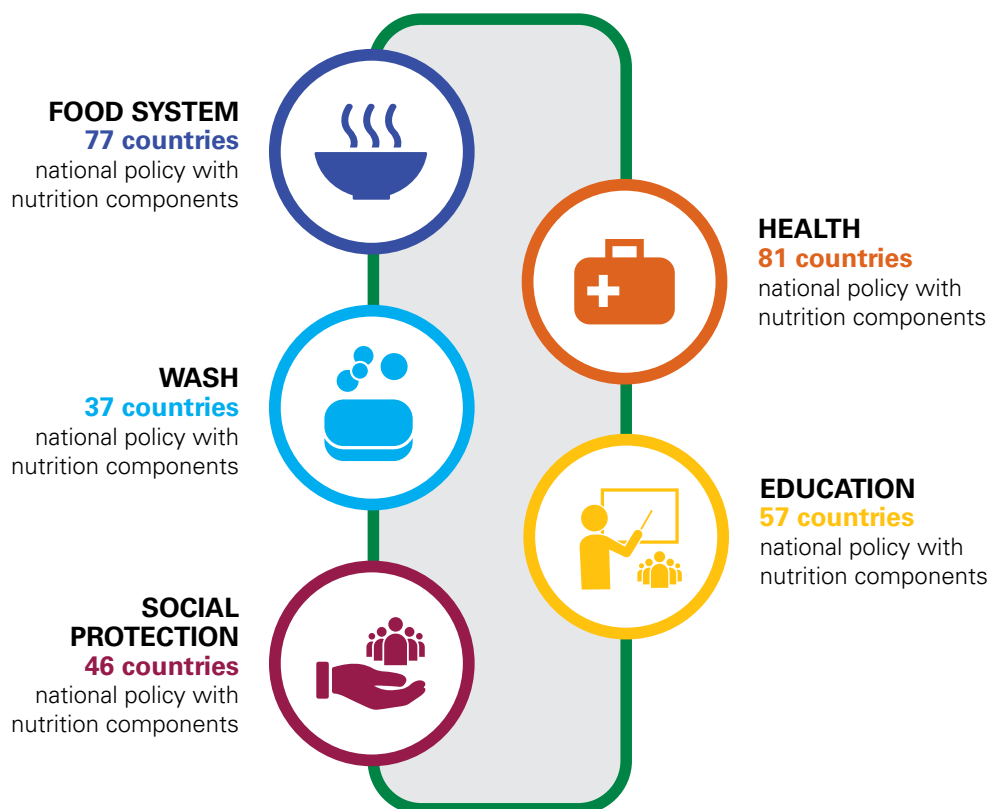 FOOD SYSTEM
77 countries
national policy with
nutrition components
HEALTH
81 countries
national policy with
nutrition components
WASH
37 countries
national policy with
nutrition components
EDUCATION
57 countries
national policy with
nutrition components
SOCIAL
PROTECTION
46 countries
national policy with
nutrition components